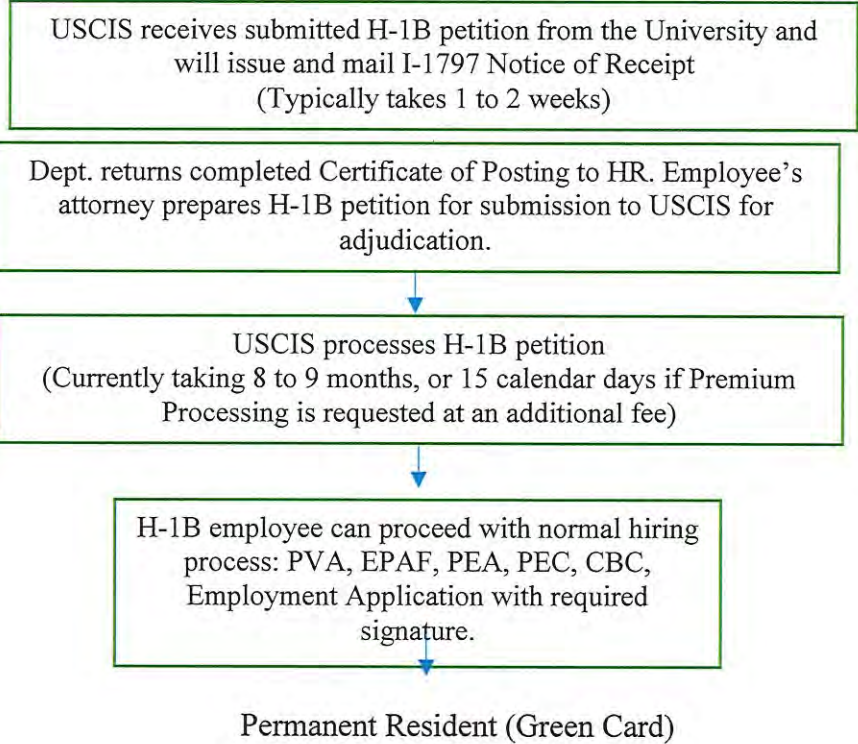 USCIS receives submitted H-1B petition from the University and
will issue and mail I-1797 Notice of Receipt
(Typically takes 1 to 2 weeks)
Dept. returns completed Certificate of Posting to HR. Employee’s
attorney prepares H-1B petition for submission to USCIS for
adjudication.
USCIS processes H-1B petition
(Currently taking 8 to 9 months, or 15 calendar days if Premium
Processing is requested at an additional fee)
H-1B employee can proceed with normal hiring
process: PVA, EPAF, PEA, PEC, CBC,
Employment Application with required
signature.
Permanent Resident (Green Card)